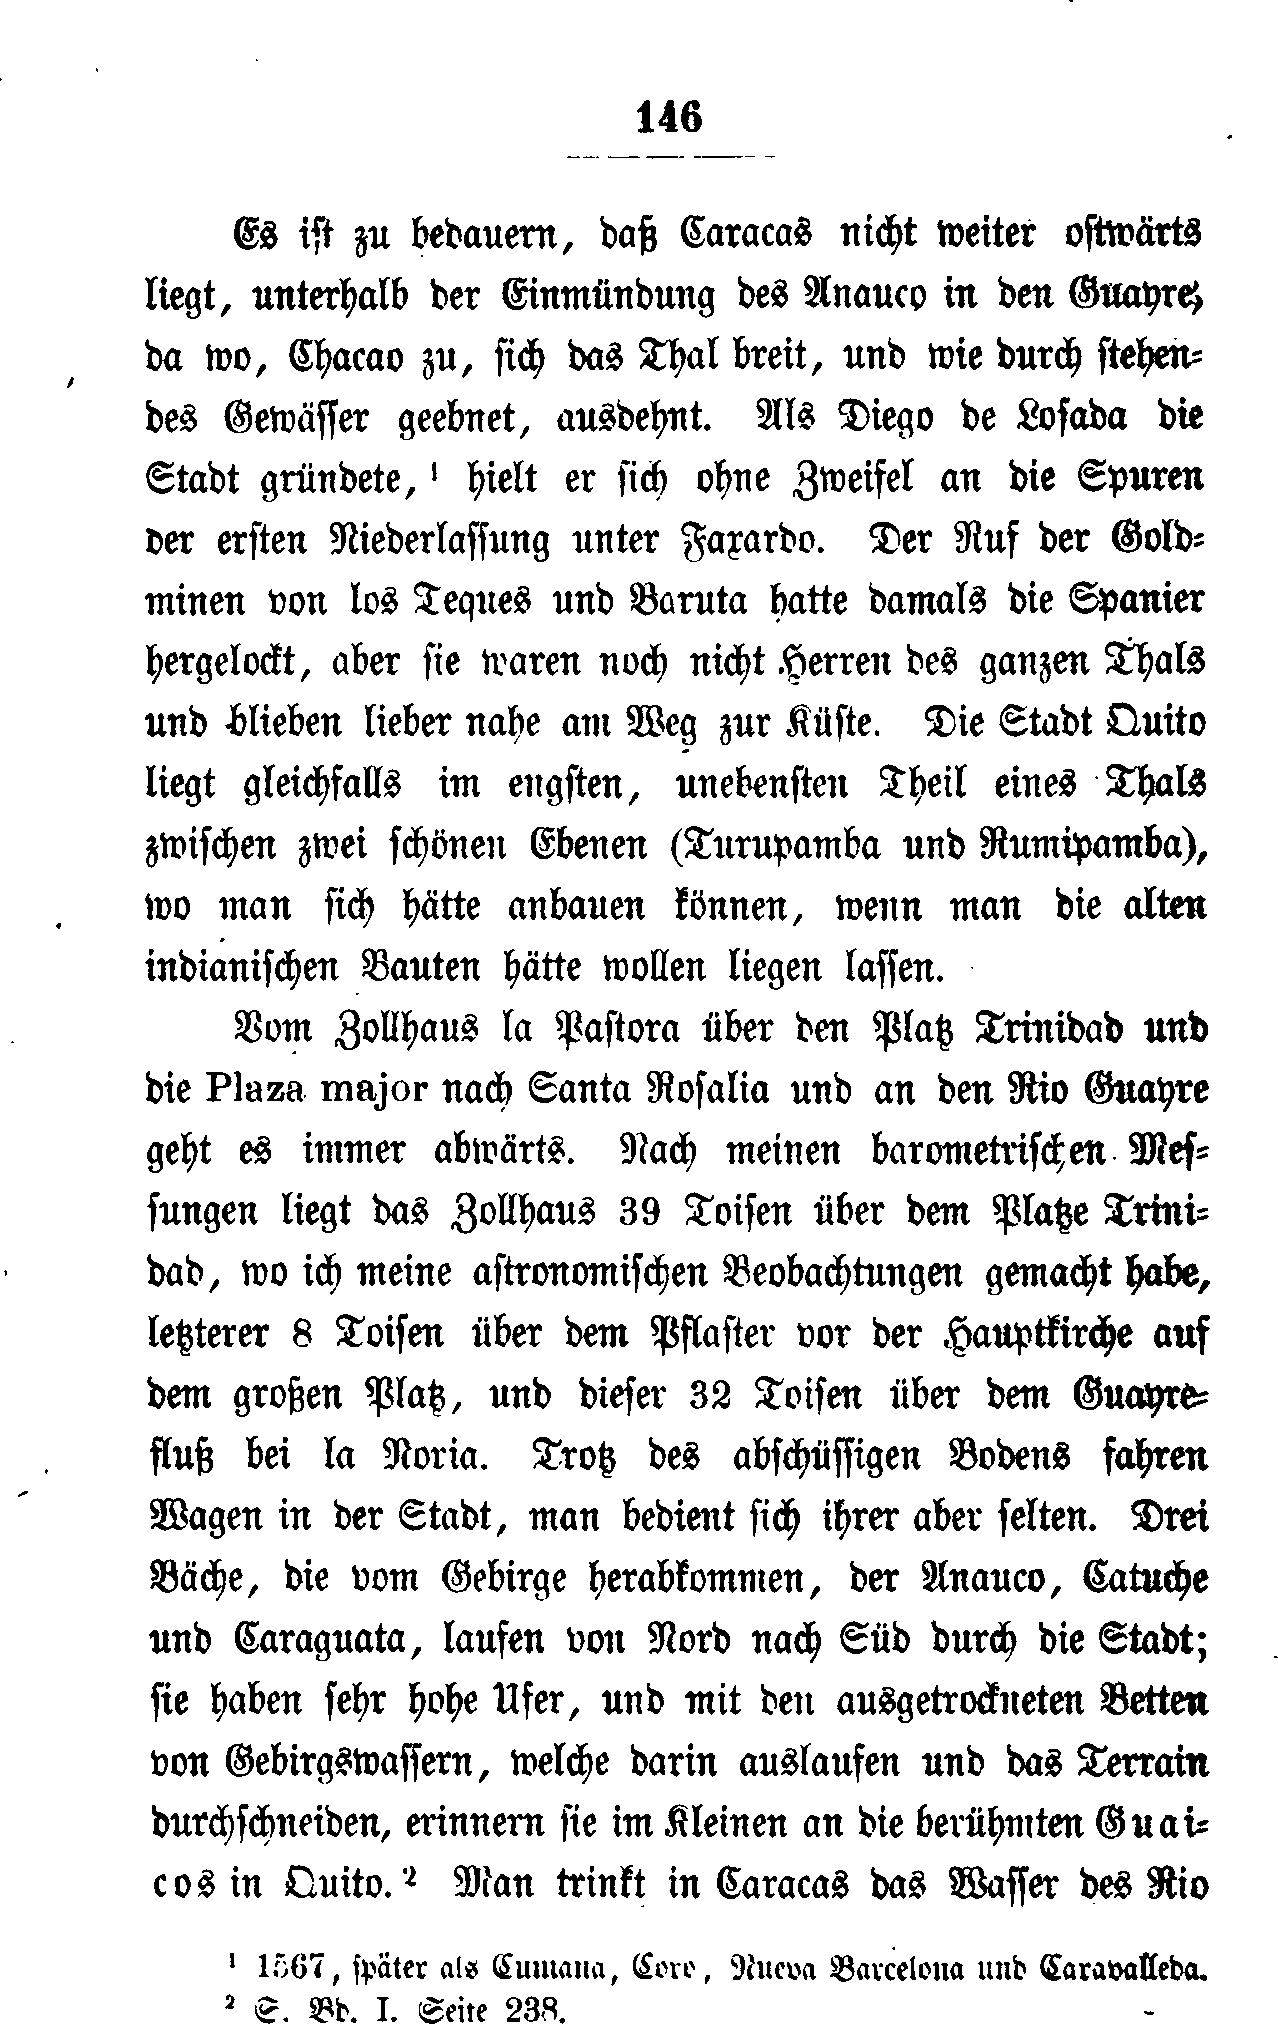 146
Es ist zu bedauern, daß Caracas nicht weiter ostwärts
liegt, unterhalb der Einmündung des Anauco in den Guayre,
da wo, Chacao zu, sich das Thal breit, und wie durch stehen-
des Gewässer geebnet, ausdehnt. Als Diego de Losada die
Stadt gründete,¹ hielt er sich ohne Zweifel an die Spuren
der ersten Niederlassung unter Faxardo. Der Ruf der Gold-
minen von los Teques und Baruta hatte damals die Spanier
hergelockt, aber sie waren noch nicht Herren des ganzen Thals
und blieben lieber nahe am Weg zur Küste. Die Stadt Quito
liegt gleichfalls im engsten, unebensten Theil eines Thals
zwischen zwei schönen Ebenen (Turupamba und Rumipamba),
wo man sich hätte anbauen können, wenn man die alten
indianischen Bauten hätte wollen liegen lassen.
Vom Zollhaus la Pastora über den Platz Trinidad und
die Plaza major nach Santa Rosalia und an den Rio Guayre
geht es immer abwärts. Nach meinen barometrischen Mes-
sungen liegt das Zollhaus 39 Toisen über dem Platze Trini-
dad, wo ich meine astronomischen Beobachtungen gemacht habe,
letzterer 8 Toisen über dem Pflaster vor der Hauptkirche auf
dem großen Platz, und dieser 32 Toisen über dem Guayre-
fluß bei la Noria. Trotz des abschüssigen Bodens fahren
Wagen in der Stadt, man bedient sich ihrer aber selten. Drei
Bäche, die vom Gebirge herabkommen, der Anauco, Catuche
und Caraguata, laufen von Nord nach Süd durch die Stadt;
sie haben sehr hohe Ufer, und mit den ausgetrockneten Betten
von Gebirgswassern, welche darin auslaufen und das Terrain
durchschneiden, erinnern sie im Kleinen an die berühmten Guai-
cos in Quito.² Man trinkt in Caracas das Wasser des Rio
¹ 1567, später als Cumana, Coro, Nueva Barcelona und Caravalleda.
² S. Bd. I. Seite 238.